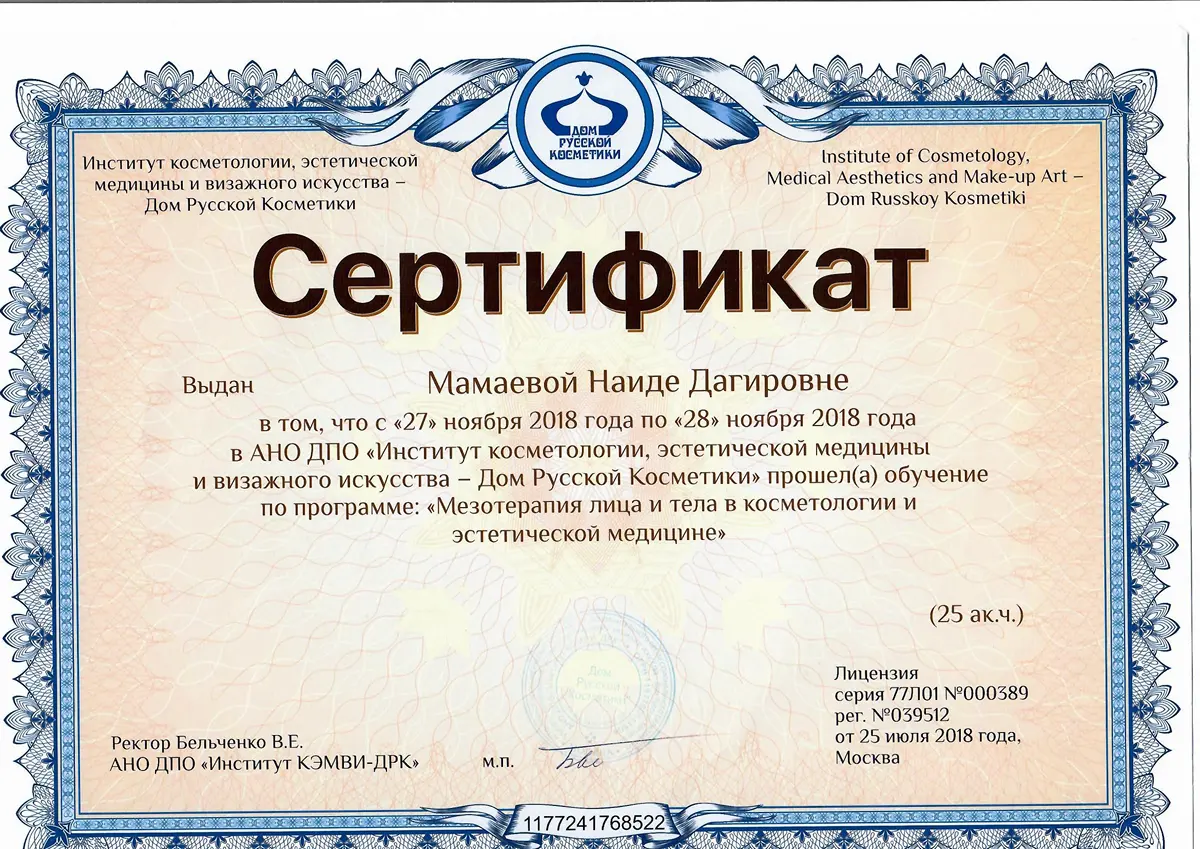 ДОМ
РУССКОЙ
КОСМЕТИКИ
Институт косметологии, эстетической
медицины и визажного искусства –
Дом Русской Косметики
Institute of Cosmetology,
Medical Aesthetics and Make-up Art –
Dom Russkoy Kosmetiki
Сертификат
Выдан Мамаевой Наиде Дагировне
в том, что с «27» ноября 2018 года по «28» ноября 2018 года
в АНО ДПО «Институт косметологии, эстетической медицины
и визажного искусства – Дом Русской Косметики» прошел(а) обучение
по программе: «Мезотерапия лица и тела в косметологии и
эстетической медицине»
(25 ак.ч.)
Дом
Русской
Косметики
Лицензия
серия 77Л01 №000389
рег. №039512
от 25 июля 2018 года,
Москва
Ректор Бельченко В.Е.
АНО ДПО «Институт КЭМВИ-ДРК» м.п.
1177241768522